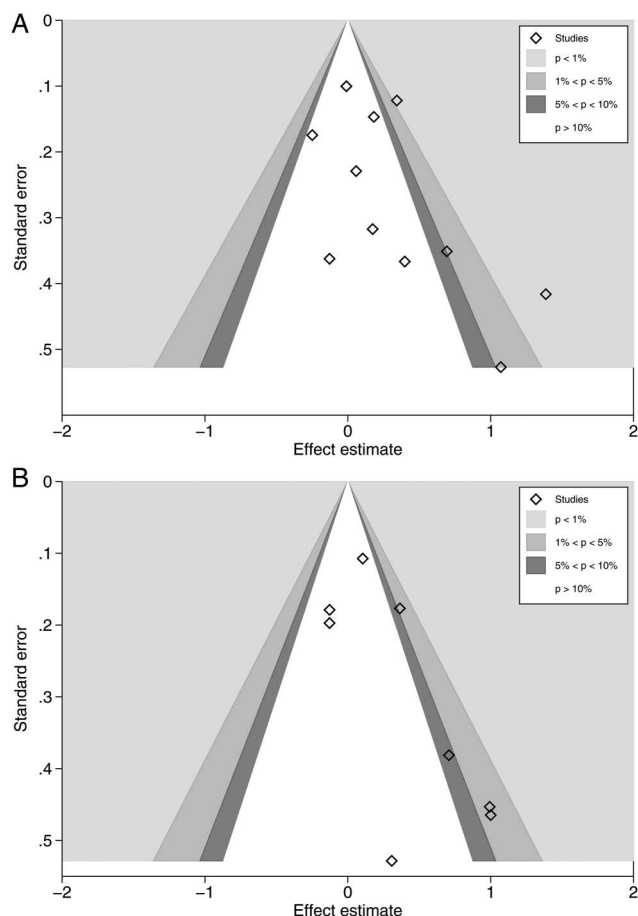 A
0
.1
.2
.3
.4
.5
Standard error
Studies
p < 1%
1% < p < 5%
5% < p < 10%
p > 10%
−2
−1
0
1
2
Effect estimate
B
0
.1
.2
.3
.4
.5
Standard error
Studies
p < 1%
1% < p < 5%
5% < p < 10%
p > 10%
−2
−1
0
1
2
Effect estimate